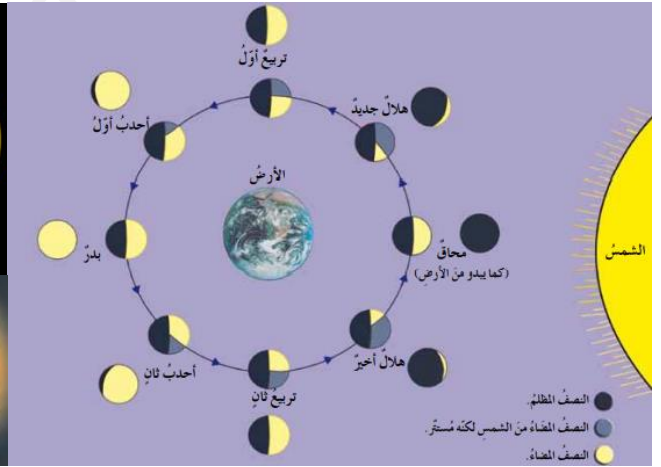 تربيعٌ أوّلُ
هلالٌ جديدٌ
أحدبُ أوّلُ
الأرضُ
الشمسُ
محاقٌ
(كما يبدو منَ الأرضِ)
بدرٌ
هلالٌ أخيرٌ
أحدبُ ثانٍ
تربيعُ ثانٍ
النصفُ المظلمُ.
النصفُ المضاءُ منَ الشمسِ لكنّه مُستترٌ.
النصفُ المضاءُ.